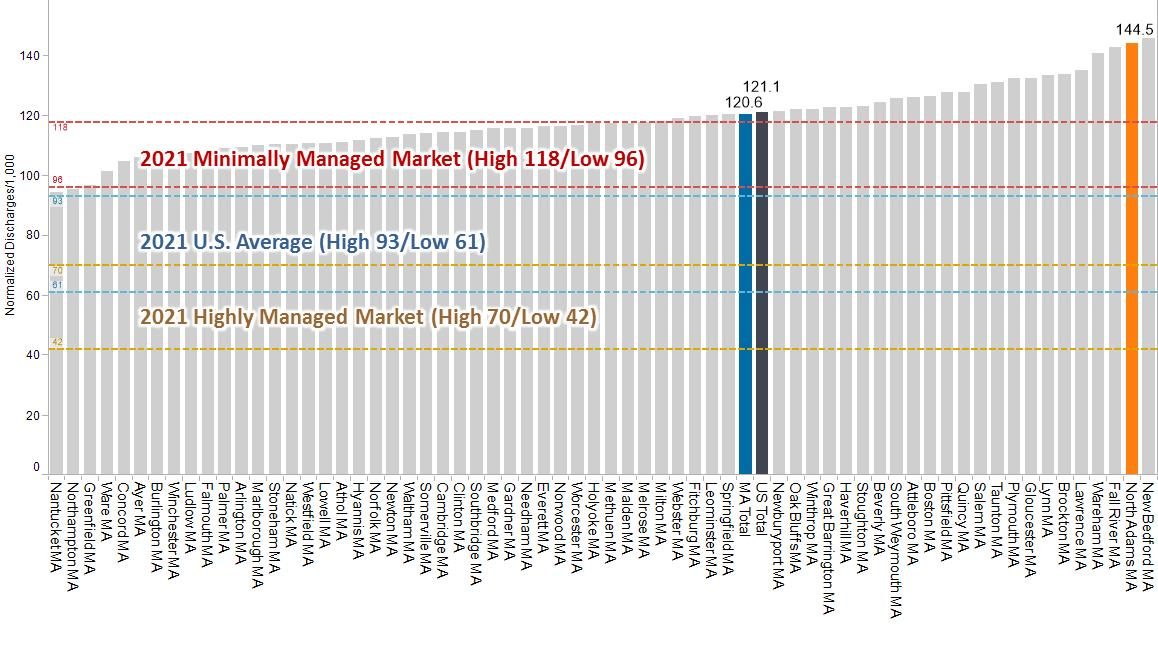 144.5
140
121.1
120.6
120
118
2021 Minimally Managed Market (High 118/Low 96)
100
96
93
80
2021 U.S. Average (High 93/Low 61)
70
61
60
2021 Highly Managed Market (High 70/Low 42)
42
40
20
0
Normalized Discharges/1,000
Nantucket MA
Northampton MA
Greenfield MA
Ware MA
Concord MA
Ayer MA
Burlington MA
Winchester MA
Ludlow MA
Falmouth MA
Palmer MA
Arlington MA
Marlborough MA
Stoneham MA
Natick MA
Westfield MA
Lowell MA
Athol MA
Hyannis MA
Norfolk MA
Newton MA
Waltham MA
Somerville MA
Cambridge MA
Clinton MA
Southbridge MA
Medford MA
Gardner MA
Needham MA
Everett MA
Norwood MA
Worcester MA
Holyoke MA
Methuen MA
Malden MA
Melrose MA
Milton MA
Webster MA
Fitchburg MA
Leominster MA
Springfield MA
MA Total
US Total
Newburyport MA
Oak Bluffs MA
Winthrop MA
Great Barrington MA
Haverhill MA
Stoughton MA
Beverly MA
South Weymouth MA
Attleboro MA
Boston MA
Pittsfield MA
Quincy MA
Salem MA
Taunton MA
Plymouth MA
Gloucester MA
Lynn MA
Brockton MA
Lawrence MA
Wareham MA
Fall River MA
North Adams MA
New Bedford MA